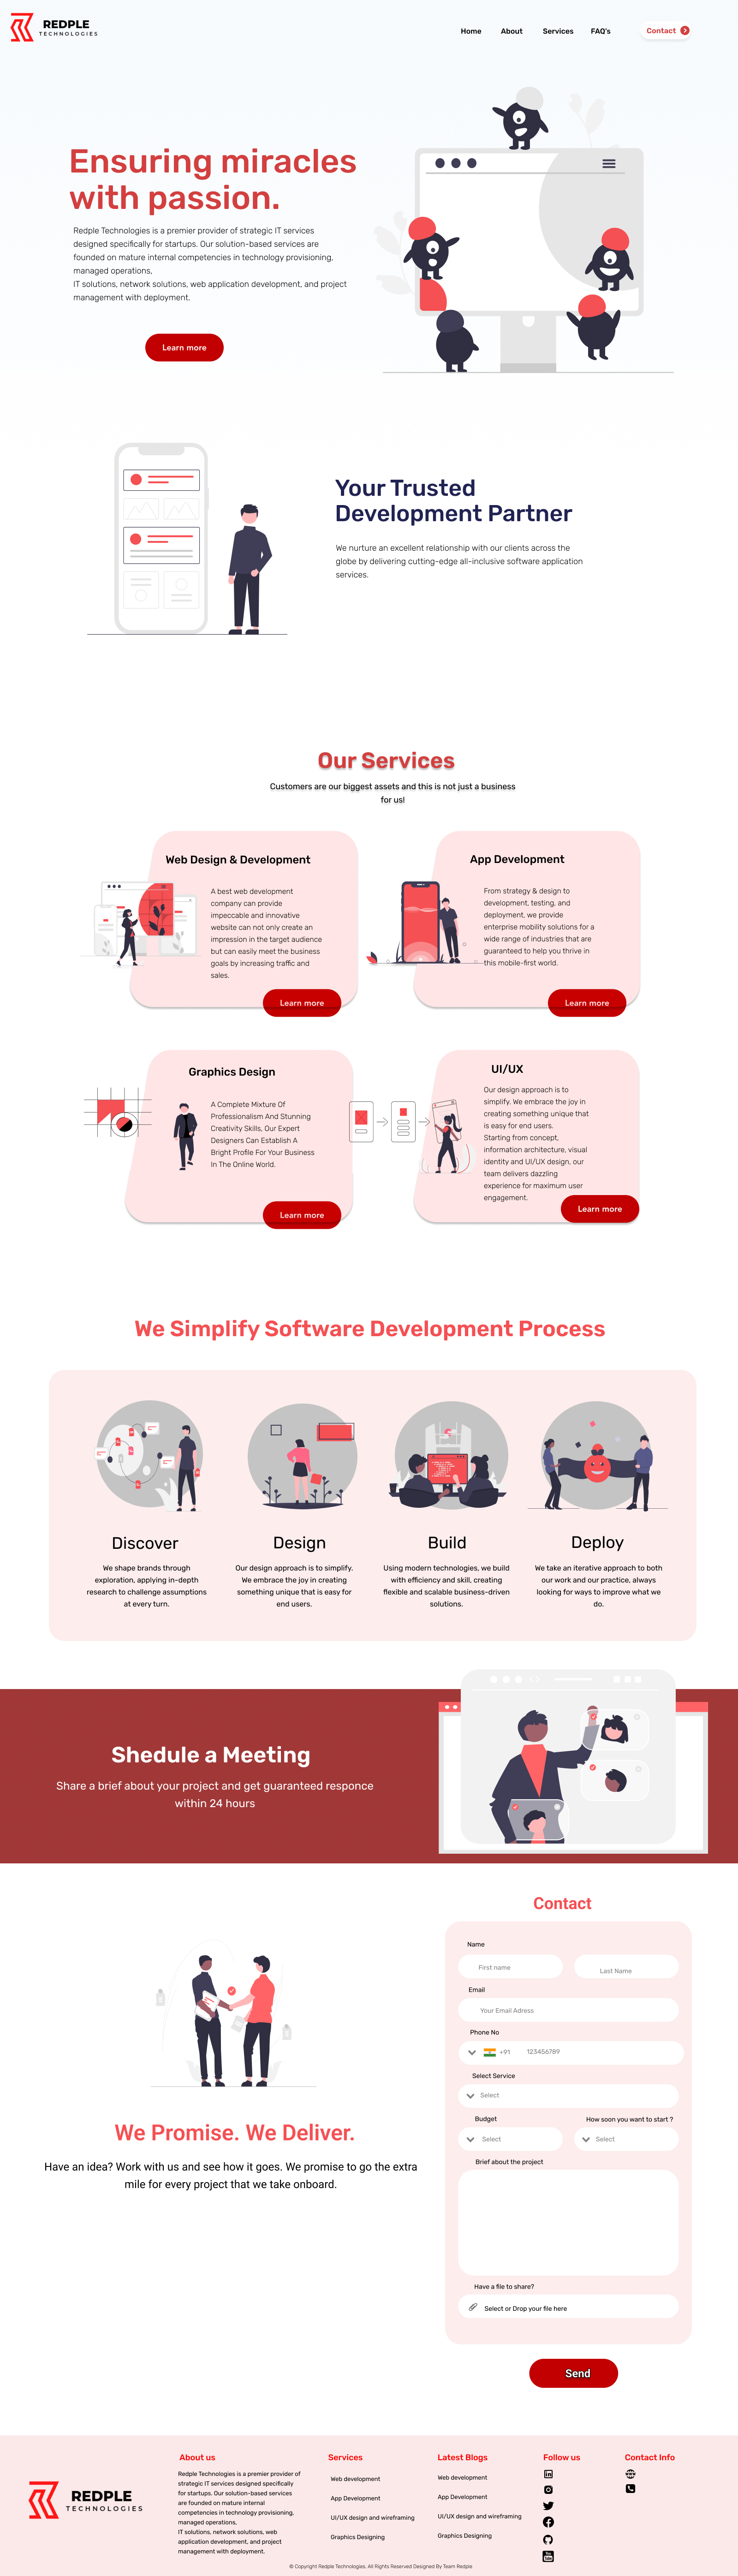 REDPLE
TECHNOLOGIES
Home
About
Services
FAQ's
Contact
Ensuring miracles
with passion.
Redple Technologies is a premier provider of strategic IT services
designed specifically for startups. Our solution-based services are
founded on mature internal competencies in technology provisioning,
managed operations,
IT solutions, network solutions, web application development, and project
management with deployment.
Learn more
Your Trusted
Development Partner
We nurture an excellent relationship with our clients across the
globe by delivering cutting-edge all-inclusive software application
services.
Our Services
Customers are our biggest assets and this is not just a business
for us!
Web Design & Development
A best web development
company can provide
impeccable and innovative
website can not only create an
impression in the target audience
but can easily meet the business
goals by increasing traffic and
sales.
Learn more
App Development
From strategy & design to
development, testing, and
deployment, we provide
enterprise mobility solutions for a
wide range of industries that are
guaranteed to help you thrive in
this mobile-first world.
Learn more
Graphics Design
A Complete Mixture Of
Professionalism And Stunning
Creativity Skills, Our Expert
Designers Can Establish A
Bright Profile For Your Business
In The Online World.
Learn more
UI/UX
Our design approach is to
simplify. We embrace the joy in
creating something unique that
is easy for end users.
Starting from concept,
information architecture, visual
identity and UI/UX design, our
team delivers dazzling
experience for maximum user
engagement.
Learn more
We Simplify Software Development Process
Discover
We shape brands through
exploration, applying in-depth
research to challenge assumptions
at every turn.
Design
Our design approach is to simplify.
We embrace the joy in creating
something unique that is easy for
end users.
Build
Using modern technologies, we build
with efficiency and skill, creating
flexible and scalable business-driven
solutions.
Deploy
We take an iterative approach to both
our work and our practice, always
looking for ways to improve what we
do.
Shedule a Meeting
Share a brief about your project and get guaranteed responce
within 24 hours
We Promise. We Deliver.
Have an idea? Work with us and see how it goes. We promise to go the extra
mile for every project that we take onboard.
Contact
Name
First name
Last Name
Email
Your Email Adress
Phone No
+91
123456789
Select Service
Select
Budget
How soon you want to start ?
Select
Select
Brief about the project
Have a file to share?
Select or Drop your file here
Send
REDPLE
TECHNOLOGIES
About us
Redple Technologies is a premier provider of
strategic IT services designed specifically
for startups. Our solution-based services
are founded on mature internal
competencies in technology provisioning,
managed operations,
IT solutions, network solutions, web
application development, and project
management with deployment.
Services
Web development
App Development
UI/UX design and wireframing
Graphics Designing
Latest Blogs
Web development
App Development
UI/UX design and wireframing
Graphics Designing
Follow us
You
Tube
Contact Info
© Copyright Redple Technologies. All Rights Reserved Designed By Team Redple